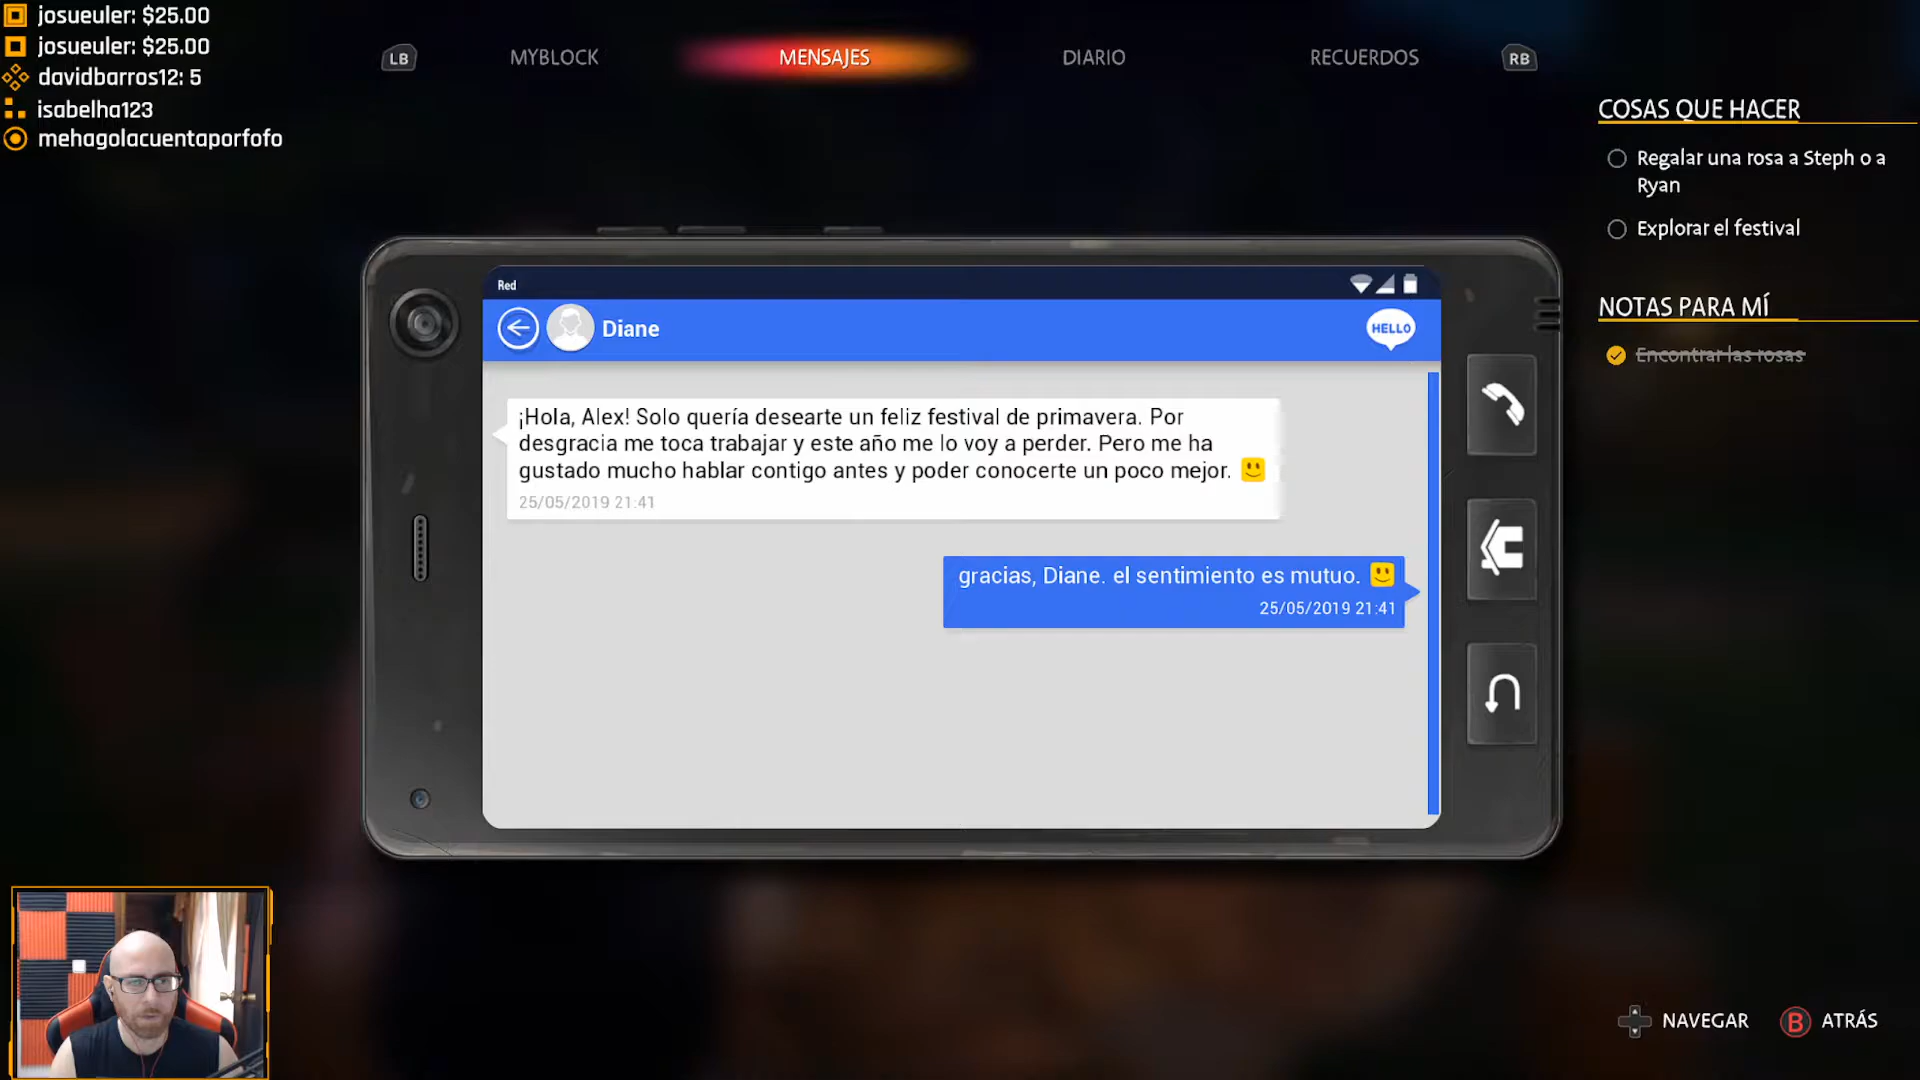 josueuler: $25.00
josueuler: $25.00
davidbarros12: 5
isabelha123
mehagolacuentaporfofo
LB
MYBLOCK
MENSAJES
DIARIO
RECUERDOS
RB
COSAS QUE HACER
Regalar una rosa a Steph o a
Ryan
Explorar el festival
NOTAS PARA MÍ
Encontrar las rosas
Red
Diane
HELLO
¡Hola, Alex! Solo quería desearte un feliz festival de primavera. Por
desgracia me toca trabajar y este año me lo voy a perder. Pero me ha
gustado mucho hablar contigo antes y poder conocerte un poco mejor.
25/05/2019 21:41
gracias, Diane. el sentimiento es mutuo.
25/05/2019 21:41
NAVEGAR
B ATRÁS